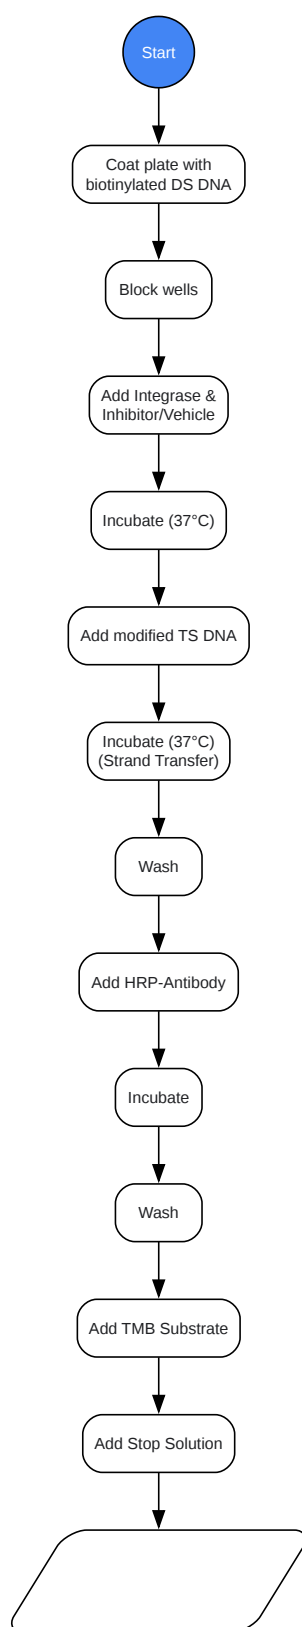 Start
Coat plate with
biotinylated DS DNA
Block wells
Add Integrase &
Inhibitor/Vehicle
Incubate (37°C)
Add modified TS DNA
Incubate (37°C)
(Strand Transfer)
Wash
Add HRP-Antibody
Incubate
Wash
Add TMB Substrate
Add Stop Solution